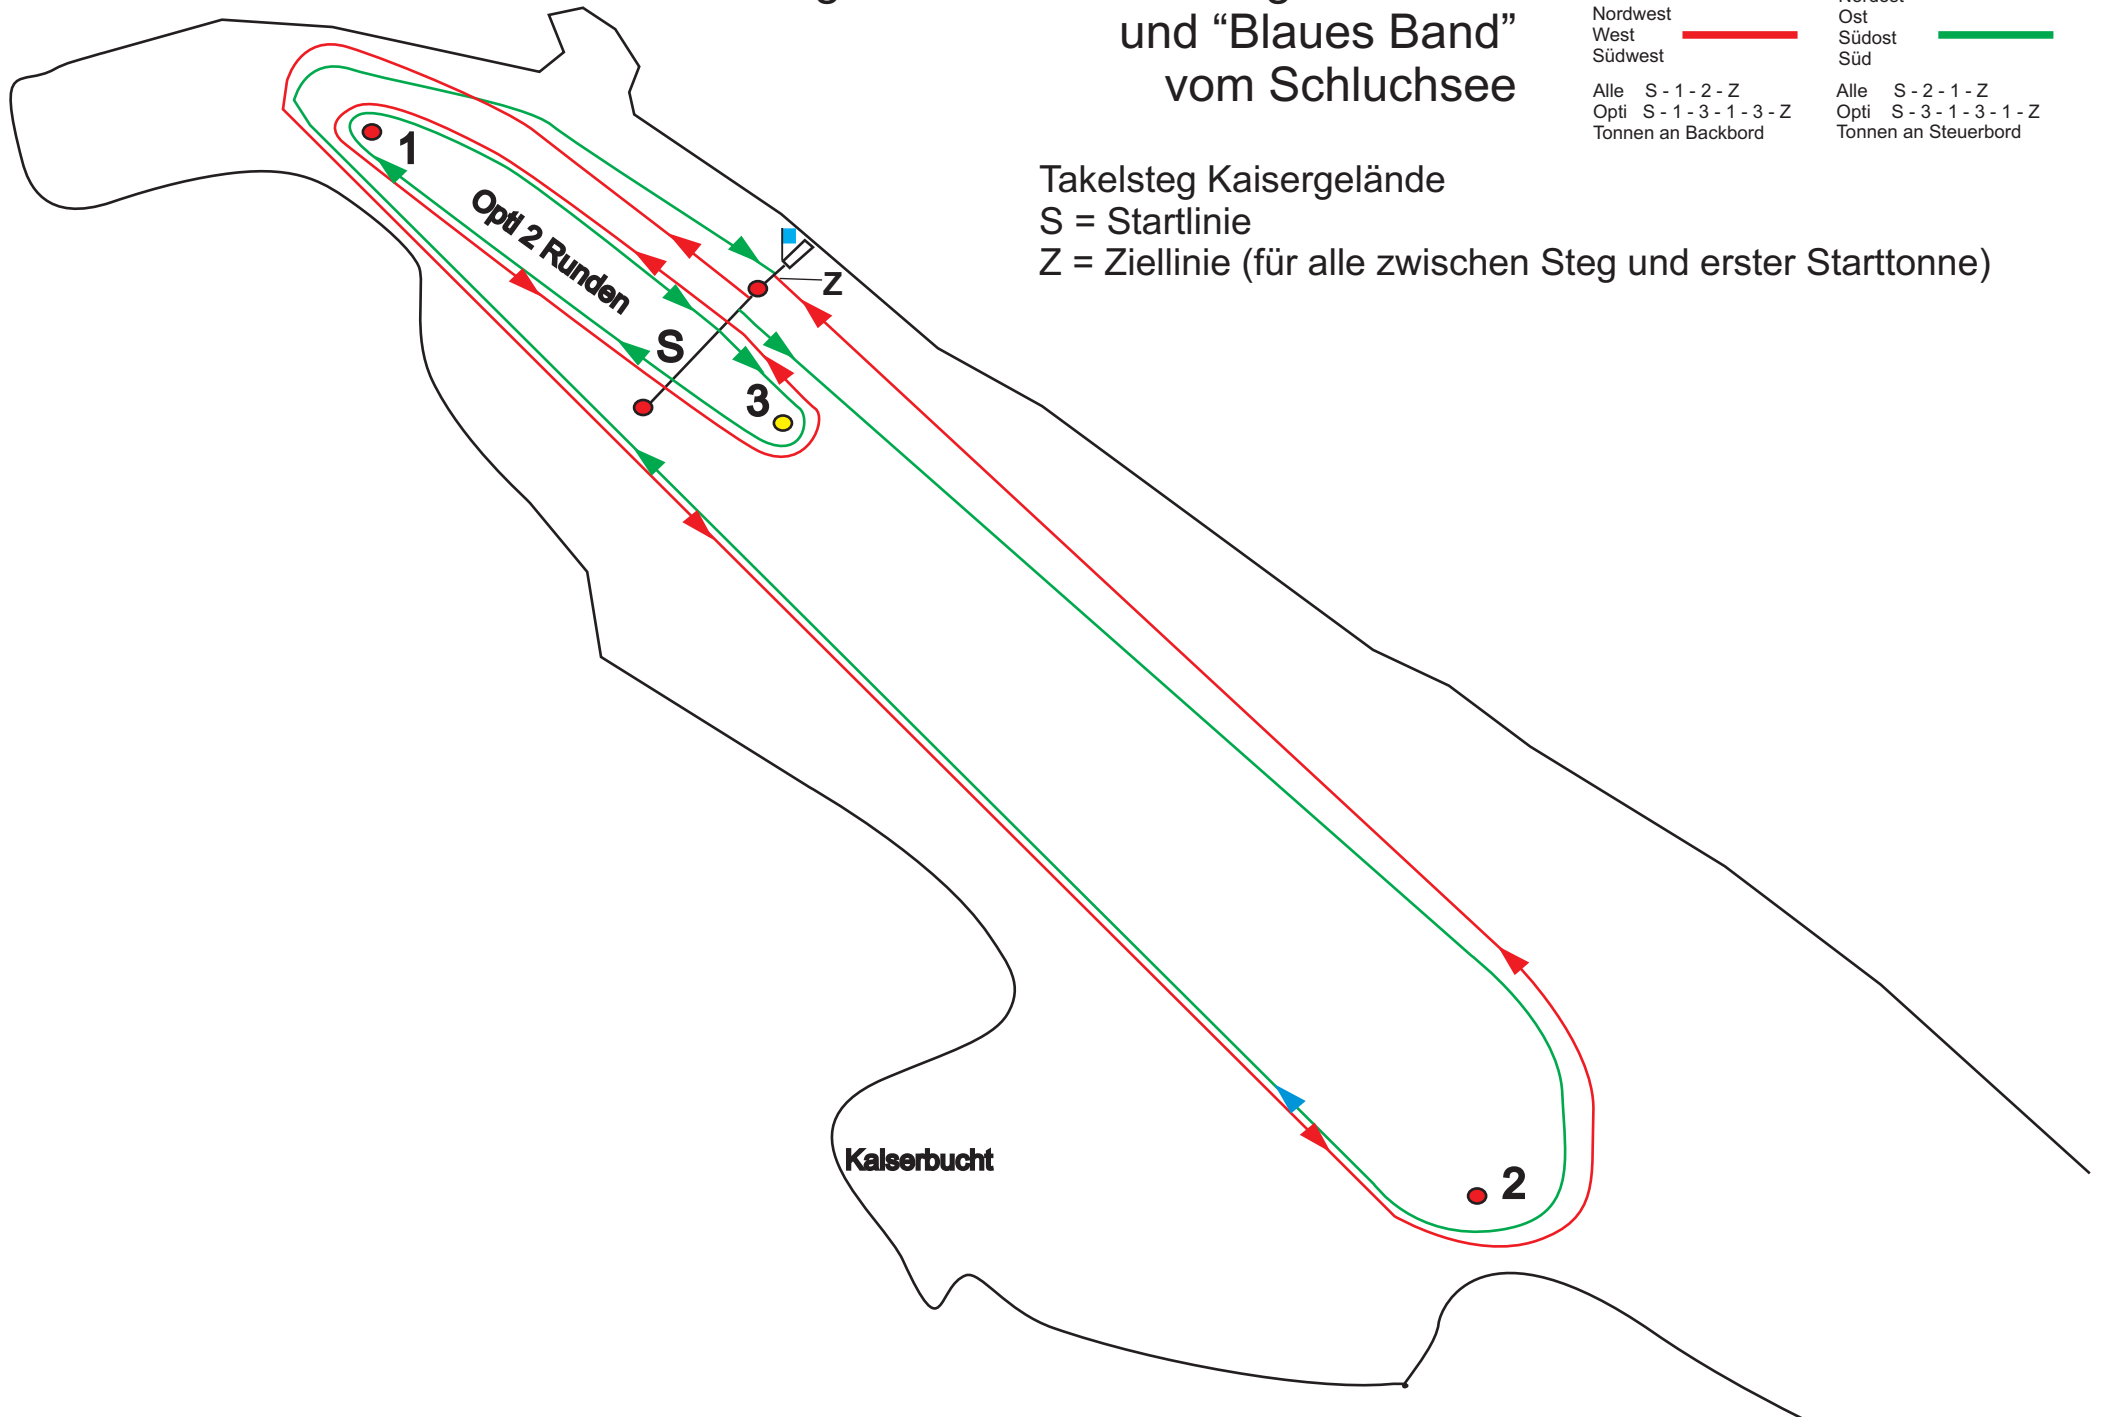 und “Blaues Band”
vom Schluchsee
Nordwest
West
Südwest
Alle S - 1 - 2 - Z
Opti S - 1 - 3 - 1 - 3 - Z
Tonnen an Backbord
Ost
Südost
Süd
Alle S - 2 - 1 - Z
Opti S - 3 - 1 - 3 - 1 - Z
Tonnen an Steuerbord
Takelsteg Kaisergelände
S = Startlinie
Z = Ziellinie (für alle zwischen Steg und erster Starttonne)
1
Opti 2 Runden
Z
S
3
Kaiserbucht
2